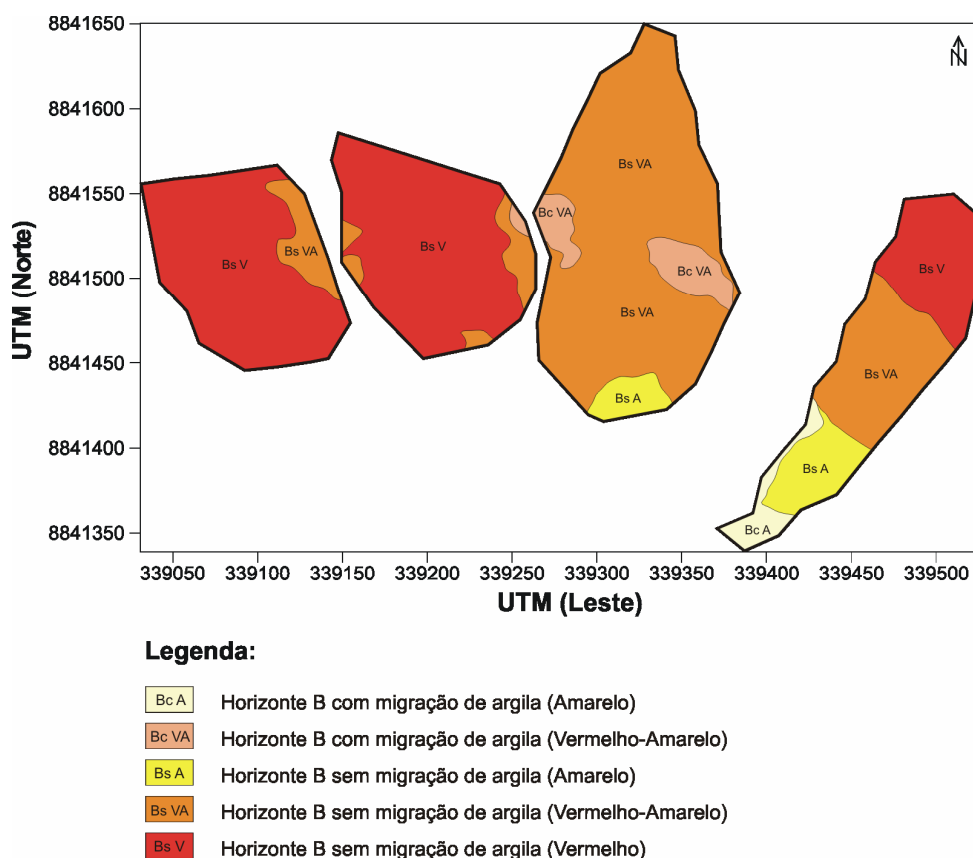 UTM (Norte)
8841650
8841600
8841550
8841500
8841450
8841400
8841350
N
Bs V
Bs VA
Bs V
Bc VA
Bs VA
Bc VA
Bs VA
Bs A
Bs V
Bs VA
Bs A
Bc A
339050 339100 339150 339200 339260 339300 339350 339400 339450 339500
UTM (Leste)
Legenda:
Bc A Horizonte B com migração de argila (Amarelo)
Bc VA Horizonte B com migração de argila (Vermelho-Amarelo)
Bs A Horizonte B sem migração de argila (Amarelo)
Bs VA Horizonte B sem migração de argila (Vermelho-Amarelo)
Bs V Horizonte B sem migração de argila (Vermelho)